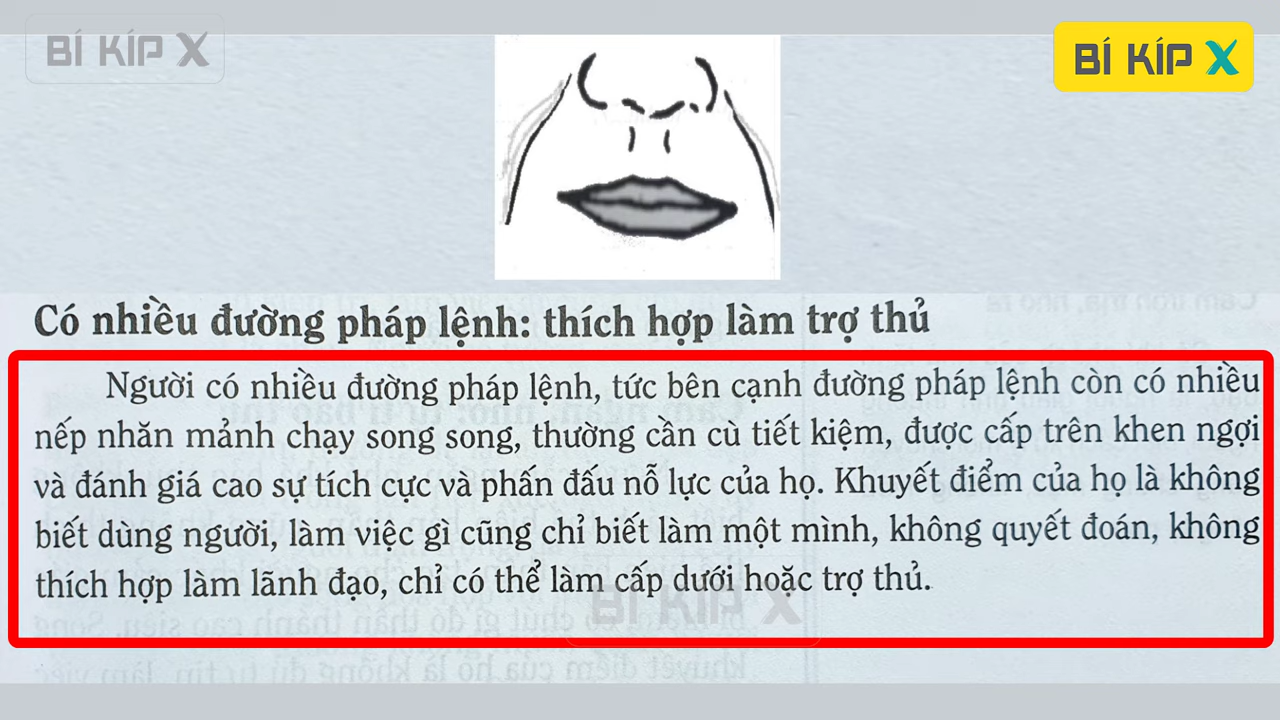 BÍ KÍP X
BÍ KÍP X
Có nhiều đường pháp lệnh: thích hợp làm trợ thủ
Người có nhiều đường pháp lệnh, tức bên cạnh đường pháp lệnh còn có nhiều
nếp nhăn mảnh chạy song song, thường cần cù tiết kiệm, được cấp trên khen ngợi
và đánh giá cao sự tích cực và phấn đấu nỗ lực của họ. Khuyết điểm của họ là không
biết dùng người, làm việc gì cũng chỉ biết làm một mình, không quyết đoán, không
thích hợp làm lãnh đạo, chỉ có thể làm cấp dưới hoặc trợ thủ.
BÍ KÍP X